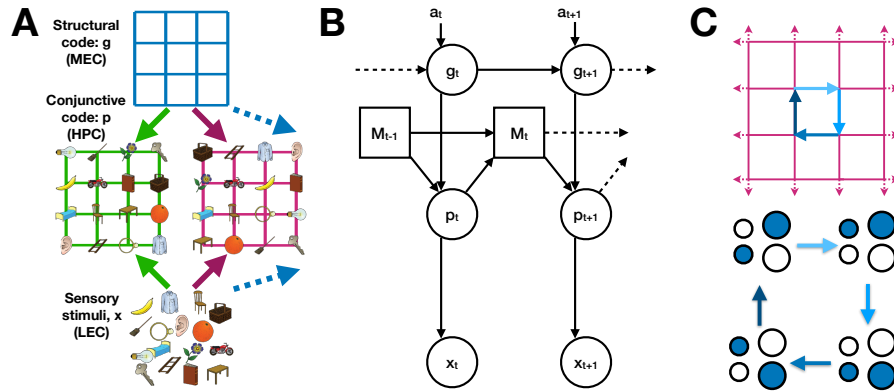 A
Structural
code: g
(MEC)
Conjunctive
code: p
(HPC)
Sensory
stimuli, x
(LEC)
B
aₜ
aₜ₊₁
gₜ
gₜ₊₁
Mₜ₋₁
Mₜ
pₜ
pₜ₊₁
xₜ
xₜ₊₁
C